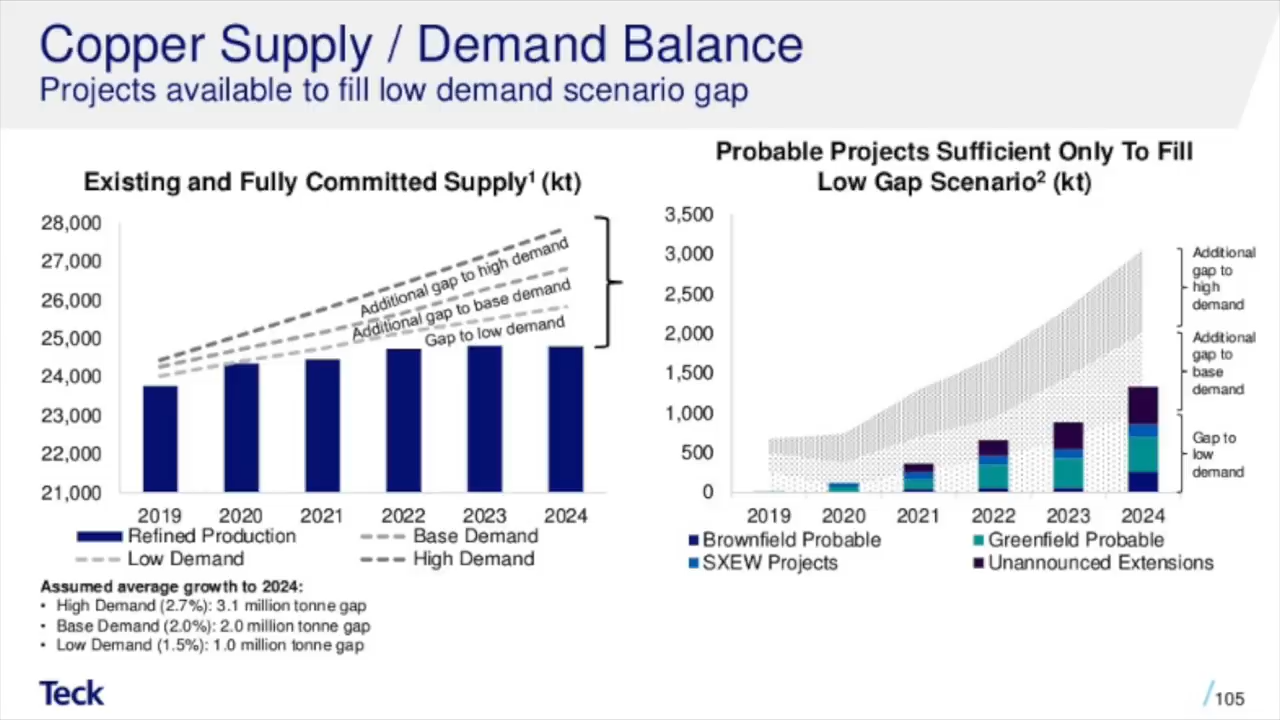 Copper Supply / Demand Balance
Projects available to fill low demand scenario gap
Existing and Fully Committed Supply¹ (kt)
28,000
27,000
26,000
25,000
24,000
23,000
22,000
21,000
Additional gap to high demand
Additional gap to base demand
Gap to low demand
2019 2020 2021 2022 2023 2024
Refined Production
Base Demand
Low Demand
High Demand
Assumed average growth to 2024:
• High Demand (2.7%): 3.1 million tonne gap
• Base Demand (2.0%): 2.0 million tonne gap
• Low Demand (1.5%): 1.0 million tonne gap
Probable Projects Sufficient Only To Fill
Low Gap Scenario² (kt)
3,500
3,000
2,500
2,000
1,500
1,000
500
0
Additional
gap to
high
demand
Additional
gap to
base
demand
Gap to
low
demand
2019 2020 2021 2022 2023 2024
Brownfield Probable
Greenfield Probable
SXEW Projects
Unannounced Extensions
Teck
105